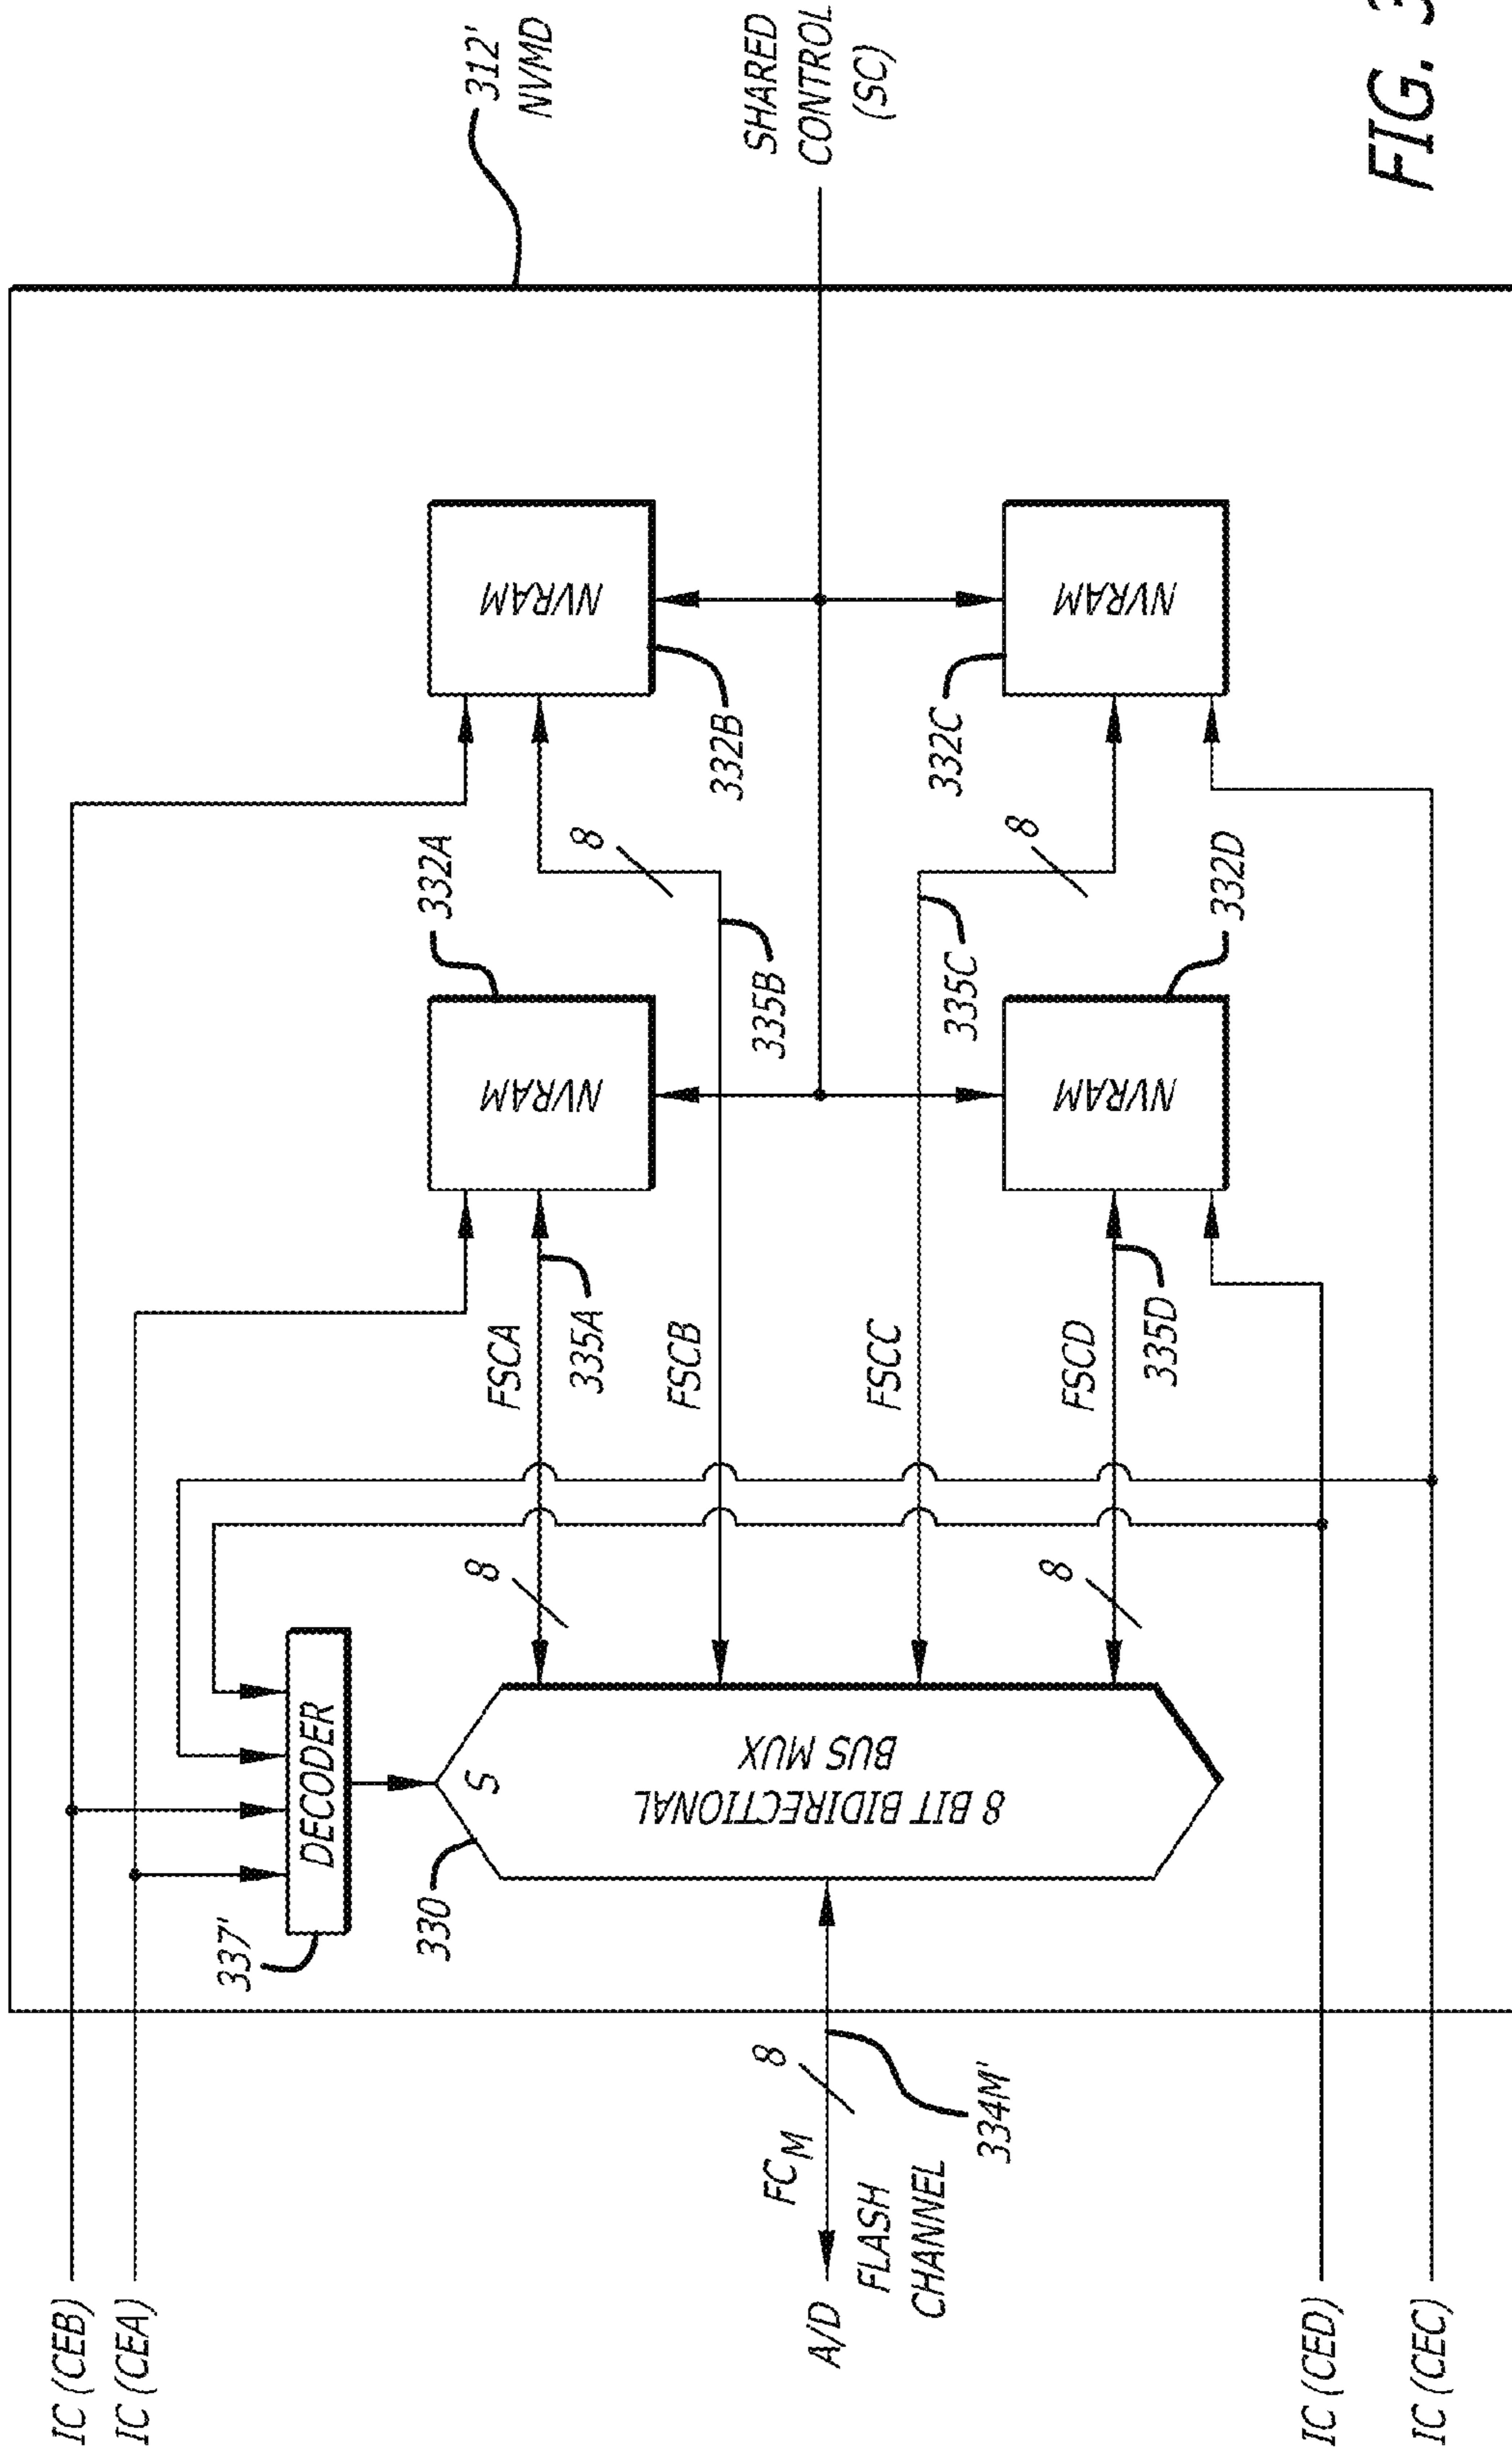 IC (CEB)
IC (CEA)
337'
DECODER
330
S
8 BIT BIDIRECTIONAL
BUS MUX
A/D
FC M
8
FLASH
CHANNEL
334M'
IC (CED)
IC (CEC)
8
FSCA
335A
FSCB
335B
8
FSCC
335C
8
8
FSCD
335D
332A
NVRAM
NVRAM
332B
332C
NVRAM
NVRAM
332D
312'
NVMD
SHARED
CONTROL
(SC)
FIG. 3